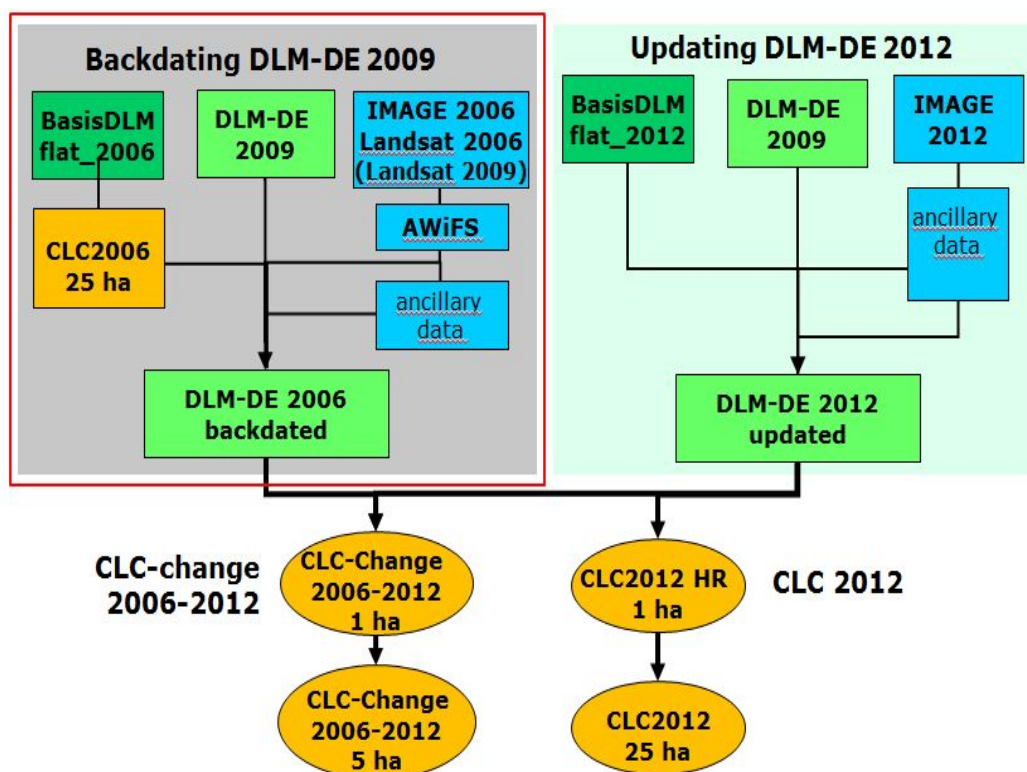 Backdating DLM-DE 2009
BasisDLM
flat_2006
DLM-DE
2009
IMAGE 2006
Landsat 2006
(Landsat 2009)
AWiFS
CLC2006
25 ha
ancillary
data
DLM-DE 2006
backdated
Updating DLM-DE 2012
BasisDLM
flat_2012
DLM-DE
2009
IMAGE
2012
ancillary
data
DLM-DE 2012
updated
CLC-change
2006-2012
CLC-Change
2006-2012
1 ha
CLC2012 HR
1 ha
CLC 2012
CLC-Change
2006-2012
5 ha
CLC2012
25 ha